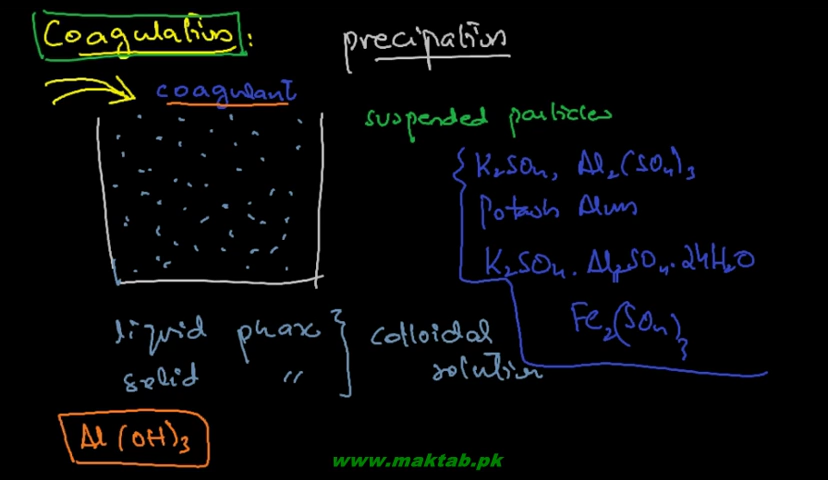 Coagulation:
precipation
coagulant
suspended particles
K₂SO₄, Al₂(SO₄)₃
Potash Alum
K₂SO₄. Al₂SO₄. 24H₂O
Fe₂(SO₄)₃
liquid phase
solid "
colloidal
solution
Al(OH)₃
www.maktab.pk